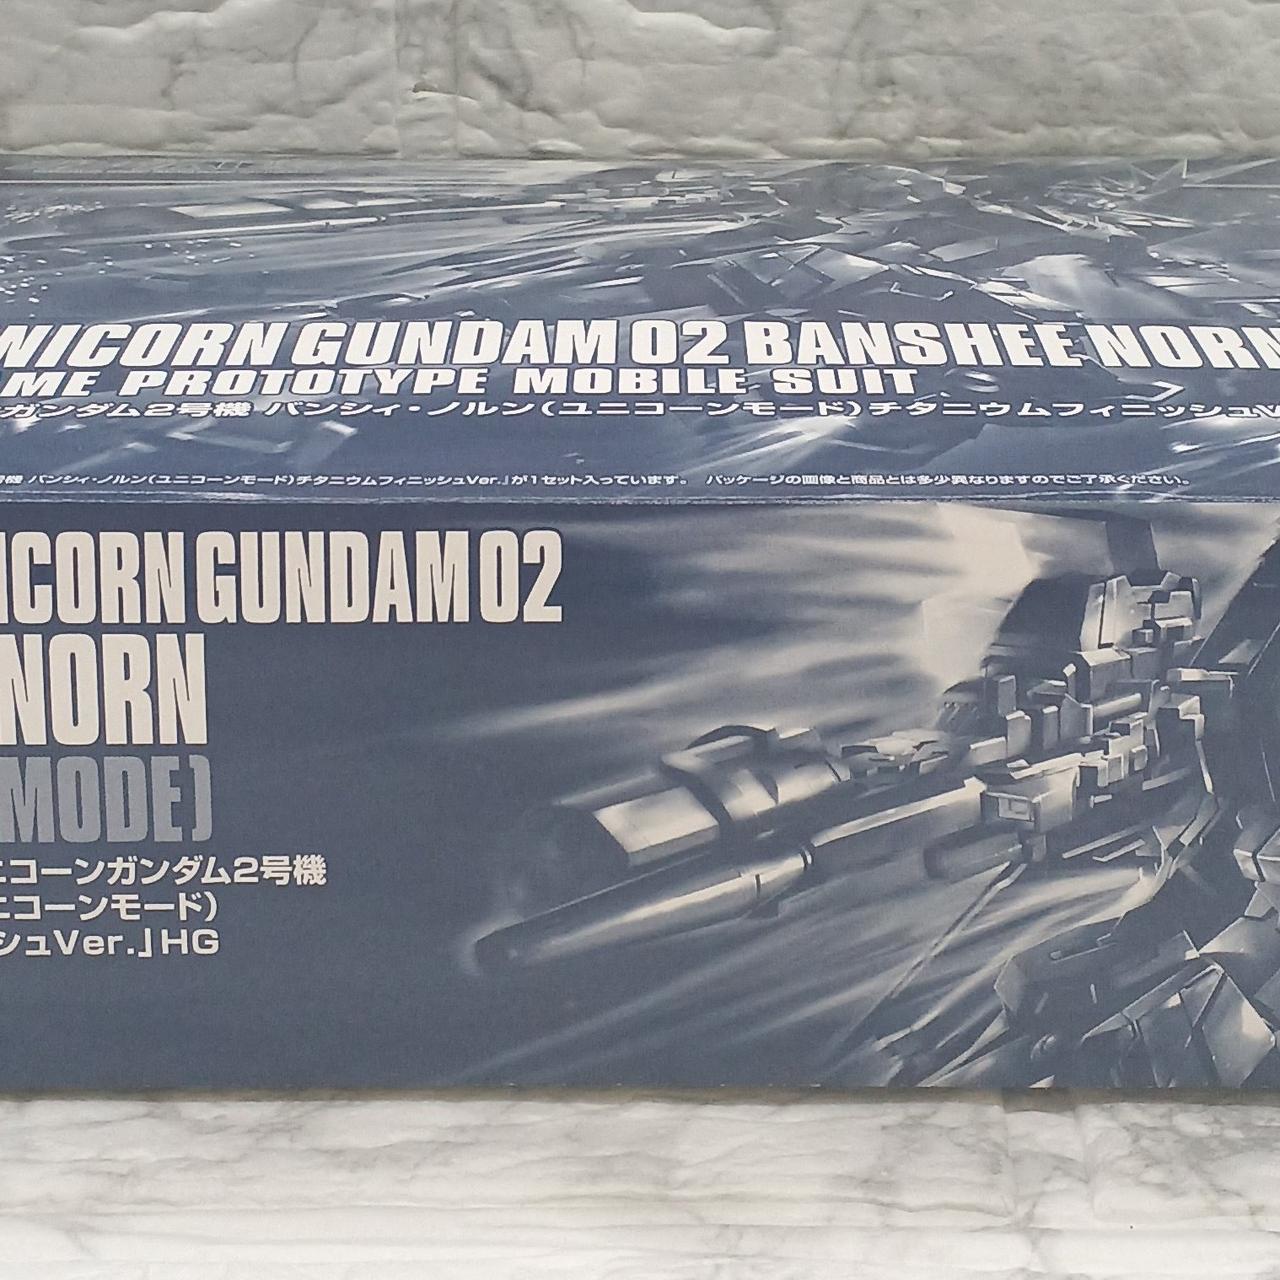 NICORN GUNDAM 02 BANSHEE NORN
AME PROTOTYPE MOBILE SUIT
ガンダム2号機 バンシィ・ノルン(ユニコーンモード)チタニウムフィニッシュV
号機 バンシィ・ノルン(ユニコーンモード)チタニウムフィニッシュVer.』が1セット入っています。 パッケージの画像と商品とは多少異なりますのでご了承ください。
ICORN GUNDAM 02
NORN
MODE]
ニコーンガンダム2号機
ニコーンモード)
シュVer.』HG